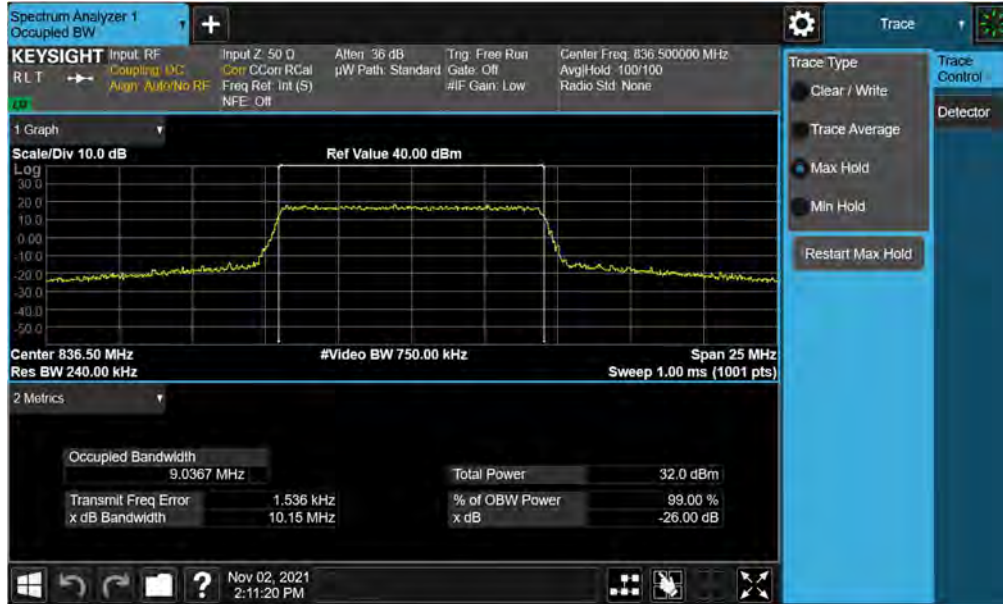 Spectrum Analyzer 1
Occupied BW
+
Trace
KEYSIGHT Input: RF Input Z: 50 Ω Atten: 36 dB Trig: Free Run Center Freq: 836.500000 MHz
R L T Coupling: DC Corr CCorr RCal µW Path: Standard Gate: Off Avg|Hold: 100/100
Align: Auto/No RF Freq Ref: Int (S) #IF Gain: Low Radio Std: None
NFE: Off
Trace Type
Clear / Write
Trace Average
Max Hold
Min Hold
Restart Max Hold
Trace
Control
Detector
1 Graph
Scale/Div 10.0 dB Ref Value 40.00 dBm
Log
30.0
20.0
10.0
0.00
-10.0
-20.0
-30.0
-40.0
-50.0
Center 836.50 MHz #Video BW 750.00 kHz Span 25 MHz
Res BW 240.00 kHz Sweep 1.00 ms (1001 pts)
2 Metrics
Occupied Bandwidth
9.0367 MHz Total Power 32.0 dBm
Transmit Freq Error 1.536 kHz % of OBW Power 99.00 %
x dB Bandwidth 10.15 MHz x dB -26.00 dB
? Nov 02, 2021
2:11:20 PM